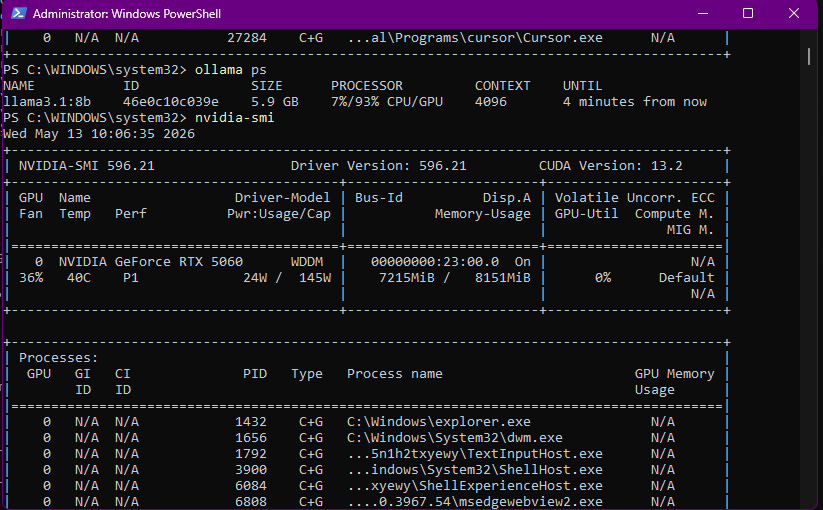 Administrator: Windows PowerShell
|    0   N/A  N/A           27284      C+G   ...al\Programs\cursor\Cursor.exe      N/A      |
+-----------------------------------------------------------------------------------------+
PS C:\WINDOWS\system32> ollama ps
NAME           ID              SIZE      PROCESSOR         CONTEXT    UNTIL
llama3.1:8b    46e0c10c039e    5.9 GB    7%/93% CPU/GPU    4096       4 minutes from now
PS C:\WINDOWS\system32> nvidia-smi
Wed May 13 10:06:35 2026
+-----------------------------------------------------------------------------------------+
| NVIDIA-SMI 596.21                 Driver Version: 596.21         CUDA Version: 13.2     |
+-----------------------------------------+------------------------+----------------------+
| GPU  Name                  Driver-Model | Bus-Id          Disp.A | Volatile Uncorr. ECC |
| Fan  Temp   Perf          Pwr:Usage/Cap |           Memory-Usage | GPU-Util  Compute M. |
|                                         |                        |               MIG M. |
|=========================================+========================+======================|
|   0  NVIDIA GeForce RTX 5060      WDDM  |   00000000:23:00.0  On |                  N/A |
| 36%   40C    P1             24W /  145W |    7215MiB /   8151MiB |      0%      Default |
|                                         |                        |                  N/A |
+-----------------------------------------+------------------------+----------------------+
+-----------------------------------------------------------------------------------------+
| Processes:                                                                              |
|  GPU   GI   CI              PID   Type   Process name                        GPU Memory |
|        ID   ID                                                               Usage      |
|=========================================================================================|
|    0   N/A  N/A            1432    C+G   C:\Windows\explorer.exe               N/A      |
|    0   N/A  N/A            1656    C+G   C:\Windows\System32\dwm.exe           N/A      |
|    0   N/A  N/A            1792    C+G   ...5n1h2txyewy\TextInputHost.exe      N/A      |
|    0   N/A  N/A            3900    C+G   ...indows\System32\ShellHost.exe      N/A      |
|    0   N/A  N/A            6084    C+G   ...xyewy\ShellExperienceHost.exe      N/A      |
|    0   N/A  N/A            6808    C+G   ....0.3967.54\msedgewebview2.exe      N/A      |